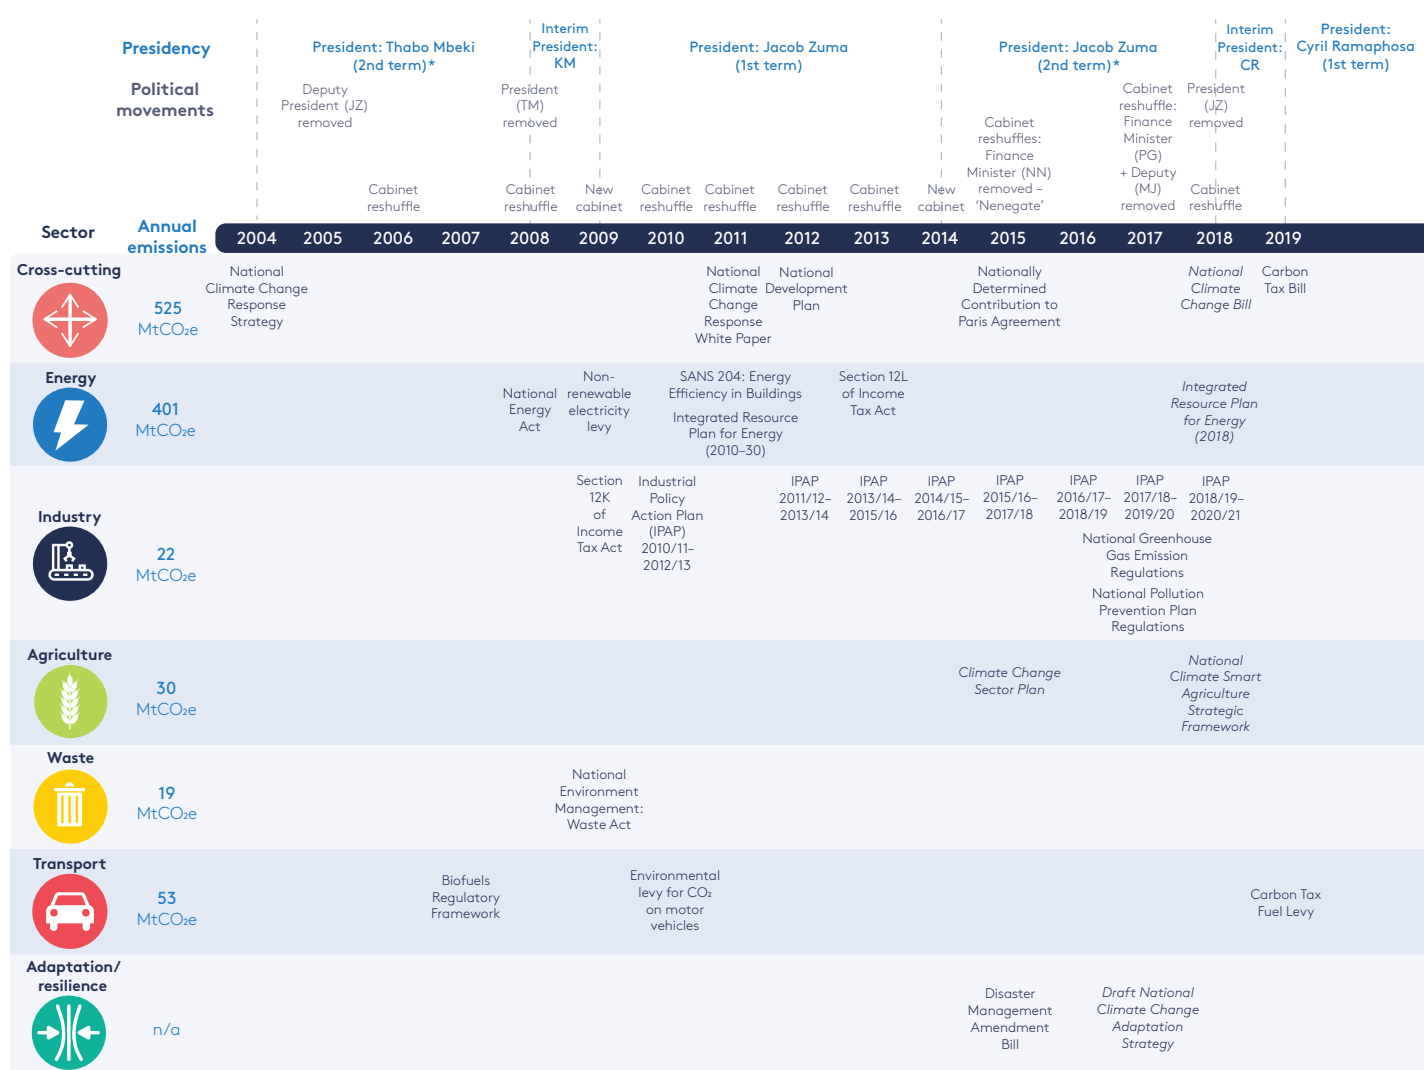 Presidency
President: Thabo Mbeki
(2nd term)*
Interim
President:
KM
President: Jacob Zuma
(1st term)
President: Jacob Zuma
(2nd term)*
Interim
President:
CR
President:
Cyril Ramaphosa
(1st term)
Political
movements
Deputy
President (JZ)
removed
Cabinet
reshuffle
President
(TM)
removed
Cabinet
reshuffle
New
cabinet
Cabinet
reshuffle
Cabinet
reshuffle
Cabinet
reshuffle
Cabinet
reshuffle
New
cabinet
Cabinet
reshuffles:
Finance
Minister (NN)
removed –
‘Nenegate’
Cabinet
reshuffle:
Finance
Minister
(PG)
+ Deputy
(MJ)
removed
President
(JZ)
removed
Cabinet
reshuffle
Sector
Annual
emissions
2004 2005 2006 2007 2008 2009 2010 2011 2012 2013 2014 2015 2016 2017 2018 2019
Cross-cutting
525
MtCO₂e
National
Climate Change
Response
Strategy
National
Climate
Change
Response
White Paper
National
Development
Plan
Nationally
Determined
Contribution to
Paris Agreement
National
Climate
Change Bill
Carbon
Tax Bill
Energy
401
MtCO₂e
National
Energy
Act
Non-
renewable
electricity
levy
SANS 204: Energy
Efficiency in Buildings
Integrated Resource
Plan for Energy
(2010–30)
Section 12L
of Income
Tax Act
Integrated
Resource Plan
for Energy
(2018)
Industry
22
MtCO₂e
Section
12K
of
Income
Tax Act
Industrial
Policy
Action Plan
(IPAP)
2010/11–
2012/13
IPAP
2011/12–
2013/14
IPAP
2013/14–
2015/16
IPAP
2014/15–
2016/17
IPAP
2015/16–
2017/18
IPAP
2016/17–
2018/19
IPAP
2017/18–
2019/20
IPAP
2018/19–
2020/21
National Greenhouse
Gas Emission
Regulations
National Pollution
Prevention Plan
Regulations
Agriculture
30
MtCO₂e
Climate Change
Sector Plan
National
Climate Smart
Agriculture
Strategic
Framework
Waste
19
MtCO₂e
National
Environment
Management:
Waste Act
Transport
53
MtCO₂e
Biofuels
Regulatory
Framework
Environmental
levy for CO₂
on motor
vehicles
Carbon Tax
Fuel Levy
Adaptation/
resilience
n/a
Disaster
Management
Amendment
Bill
Draft National
Climate Change
Adaptation
Strategy